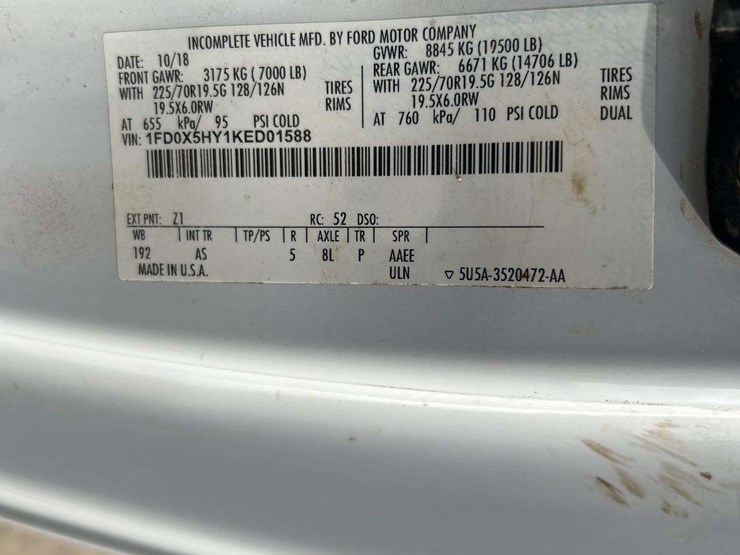 INCOMPLETE VEHICLE MFD. BY FORD MOTOR COMPANY
DATE: 10/18 GVWR: 8845 KG (19500 LB)
FRONT GAWR: 3175 KG ( 7000 LB) REAR GAWR: 6671 KG (14706 LB)
WITH 225/70R19.5G 128/126N TIRES WITH 225/70R19.5G 128/126N TIRES
19.5X6.0RW RIMS 19.5X6.0RW RIMS
AT 655 kPa/ 95 PSI COLD AT 760 kPa/ 110 PSI COLD DUAL
VIN: 1FD0X5HY1KED01588
EXT PNT: Z1 RC: 52 DSO:
WB INT TR TP/PS R AXLE TR SPR
192 AS 5 8L P AAEE
MADE IN U.S.A. ULN ▽ 5U5A-3520472-AA